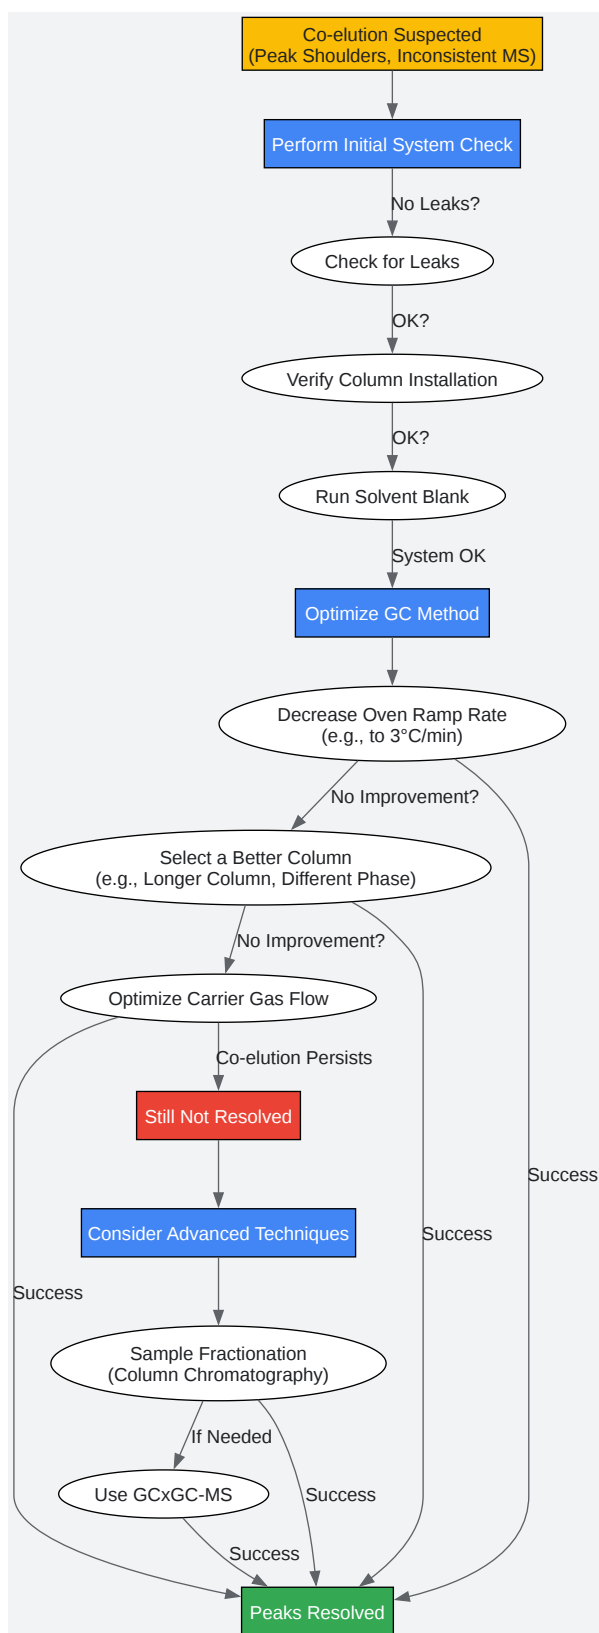 Co-elution Suspected
(Peak Shoulders, Inconsistent MS)
Perform Initial System Check
No Leaks?
Check for Leaks
OK?
Verify Column Installation
OK?
Run Solvent Blank
System OK
Optimize GC Method
Decrease Oven Ramp Rate
(e.g., to 3°C/min)
No Improvement?
Select a Better Column
(e.g., Longer Column, Different Phase)
No Improvement?
Optimize Carrier Gas Flow
Co-elution Persists
Still Not Resolved
Success
Consider Advanced Techniques
Success
Success
Sample Fractionation
(Column Chromatography)
If Needed
Use GCxGC-MS
Success
Success
Peaks Resolved